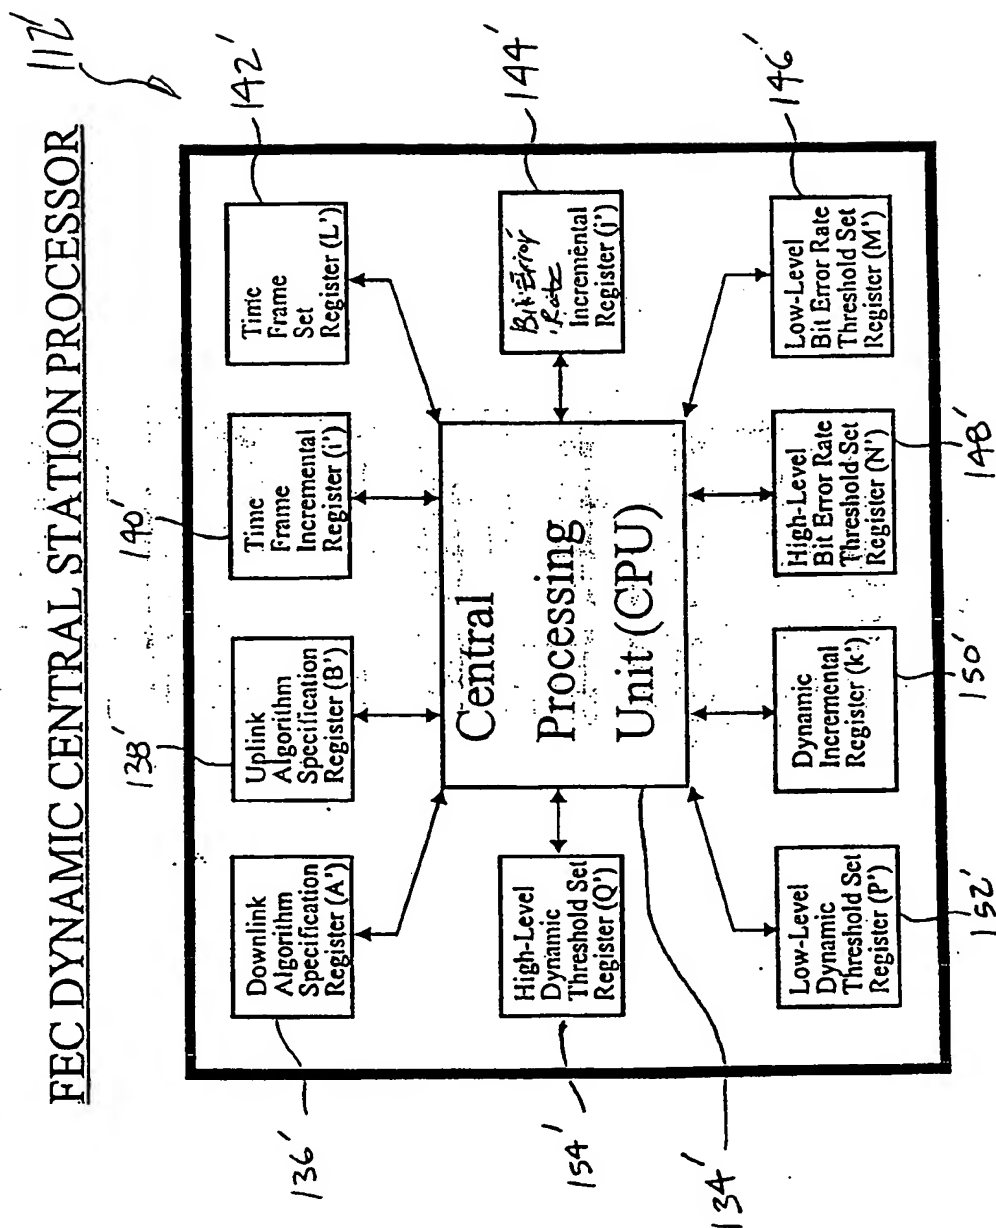 FEC DYNAMIC CENTRAL STATION PROCESSOR
112'
136'
138'
140'
142'
Downlink
Algorithm
Specification
Register (A')
Uplink
Algorithm
Specification
Register (B')
Time
Frame
Incremental
Register (i')
Time
Frame
Set
Register (L')
144'
High-Level
Dynamic
Threshold Set
Register (Q')
Central
Processing
Unit (CPU)
Bit Error
Rate
Incremental
Register (j')
154'
134'
Low-Level
Dynamic
Threshold Set
Register (P')
Dynamic
Incremental
Register (k')
High-Level
Bit Error Rate
Threshold Set
Register (N')
Low-Level
Bit Error Rate
Threshold Set
Register (M')
152'
150'
148'
146'